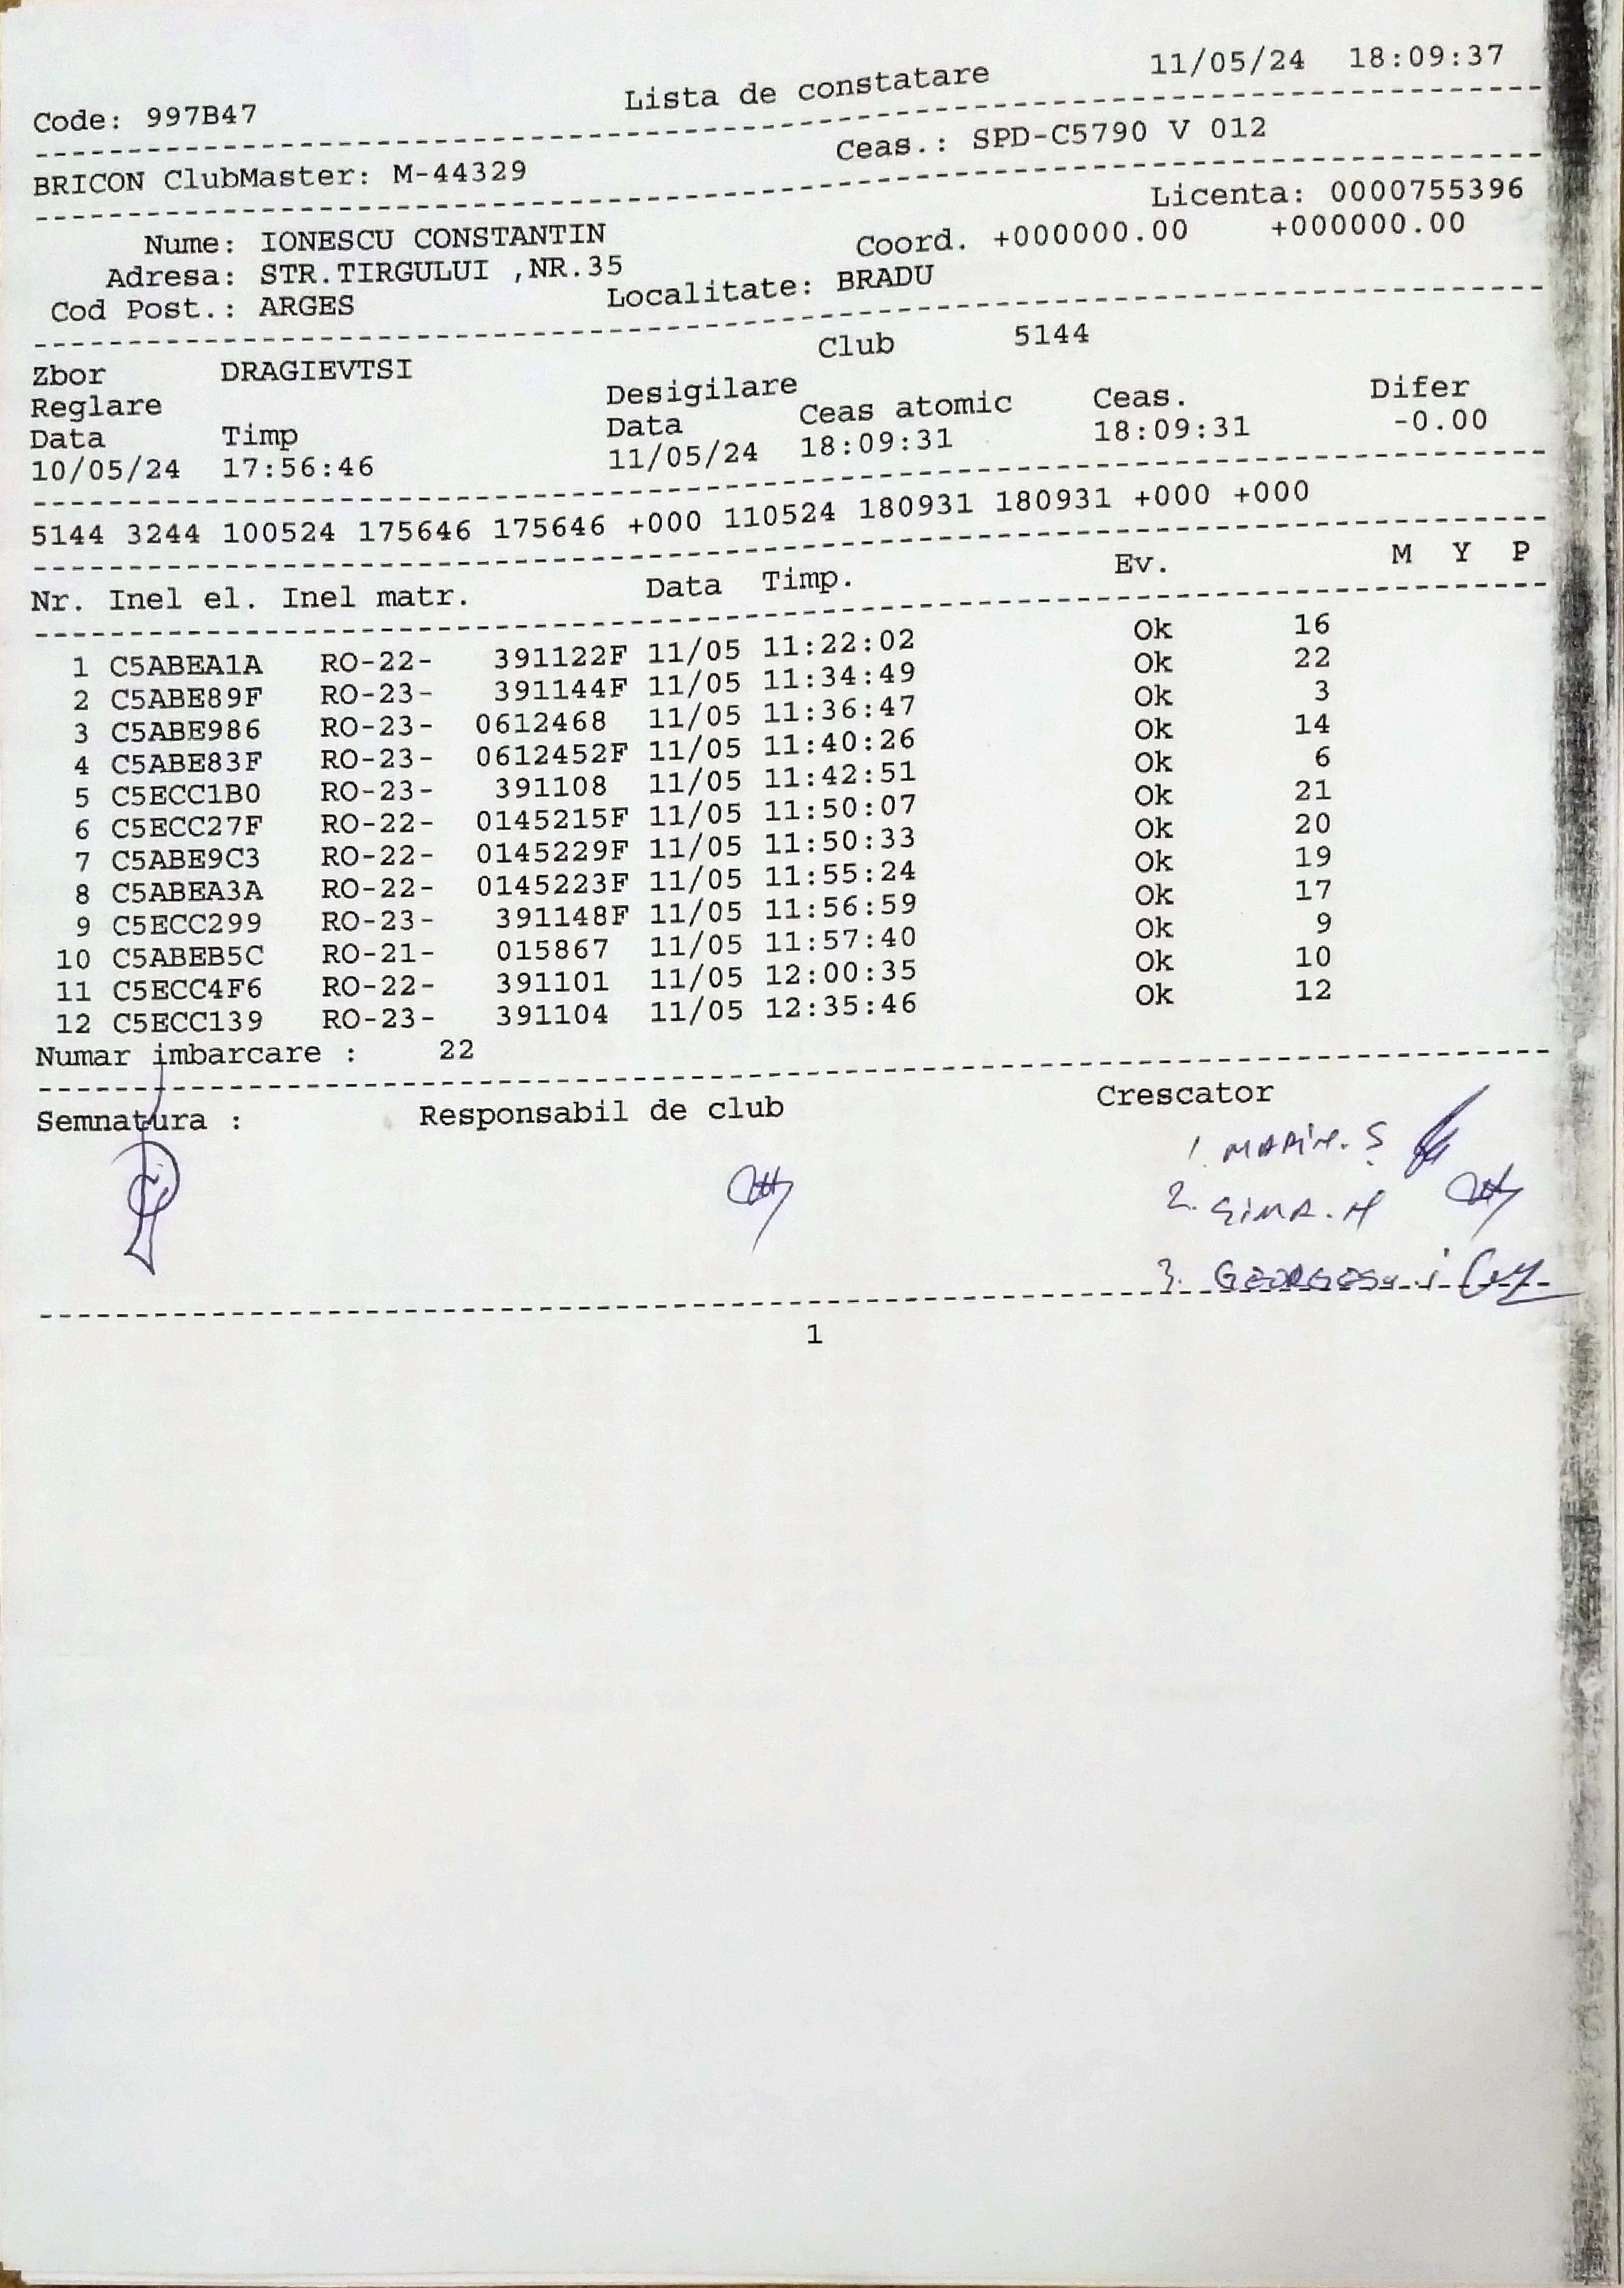 Lista de constatare 11/05/24 18:09:37
Code: 997B47
BRICON ClubMaster: M-44329 Ceas.: SPD-C5790 V 012
Licenta: 0000755396
Nume: IONESCU CONSTANTIN Coord. +000000.00 +000000.00
Adresa: STR.TIRGULUI ,NR.35
Cod Post.: ARGES Localitate: BRADU
Zbor DRAGIEVTSI Club 5144
Reglare Desigilare
Data Timp Data Ceas atomic Ceas. Difer
10/05/24 17:56:46 11/05/24 18:09:31 18:09:31 -0.00
5144 3244 100524 175646 175646 +000 110524 180931 180931 +000 +000
Nr. Inel el. Inel matr. Data Timp. Ev. M Y P
1 C5ABEA1A RO-22- 391122F 11/05 11:22:02 Ok 16
2 C5ABE89F RO-23- 391144F 11/05 11:34:49 Ok 22
3 C5ABE986 RO-23- 0612468 11/05 11:36:47 Ok 3
4 C5ABE83F RO-23- 0612452F 11/05 11:40:26 Ok 14
5 C5ECC1B0 RO-23- 391108 11/05 11:42:51 Ok 6
6 C5ECC27F RO-22- 0145215F 11/05 11:50:07 Ok 21
7 C5ABE9C3 RO-22- 0145229F 11/05 11:50:33 Ok 20
8 C5ABEA3A RO-22- 0145223F 11/05 11:55:24 Ok 19
9 C5ECC299 RO-23- 391148F 11/05 11:56:59 Ok 17
10 C5ABEB5C RO-21- 015867 11/05 11:57:40 Ok 9
11 C5ECC4F6 RO-22- 391101 11/05 12:00:35 Ok 10
12 C5ECC139 RO-23- 391104 11/05 12:35:46 Ok 12
Numar imbarcare : 22
Semnatura : Responsabil de club Crescator
1. MARIN. Ș
2. SIMA. M
3. GEORGESCU i
1